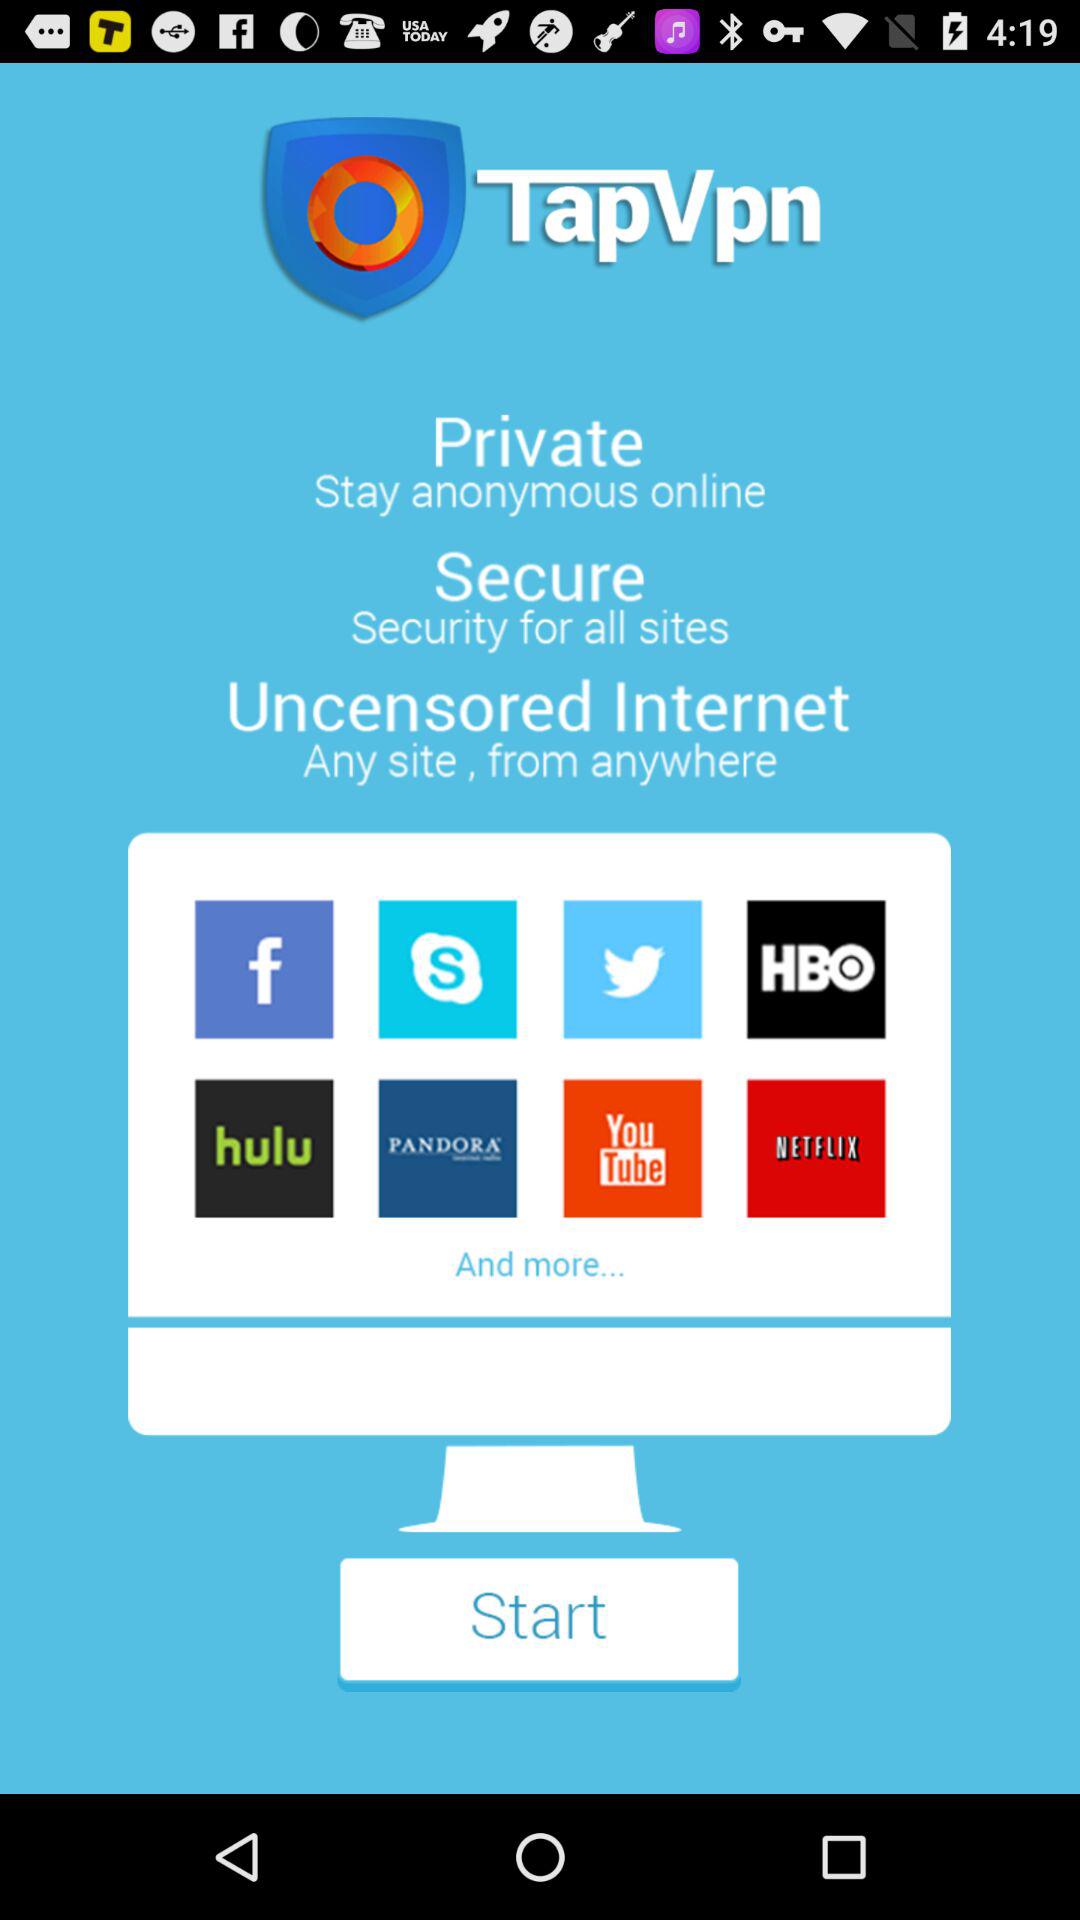 USA
TODAY
4:19
TapVpn
Private
Stay anonymous online
Secure
Security for all sites
Uncensored Internet
Any site , from anywhere
f S HBO
hulu PANDORA You
Tube NETFLIX
And more...
Start